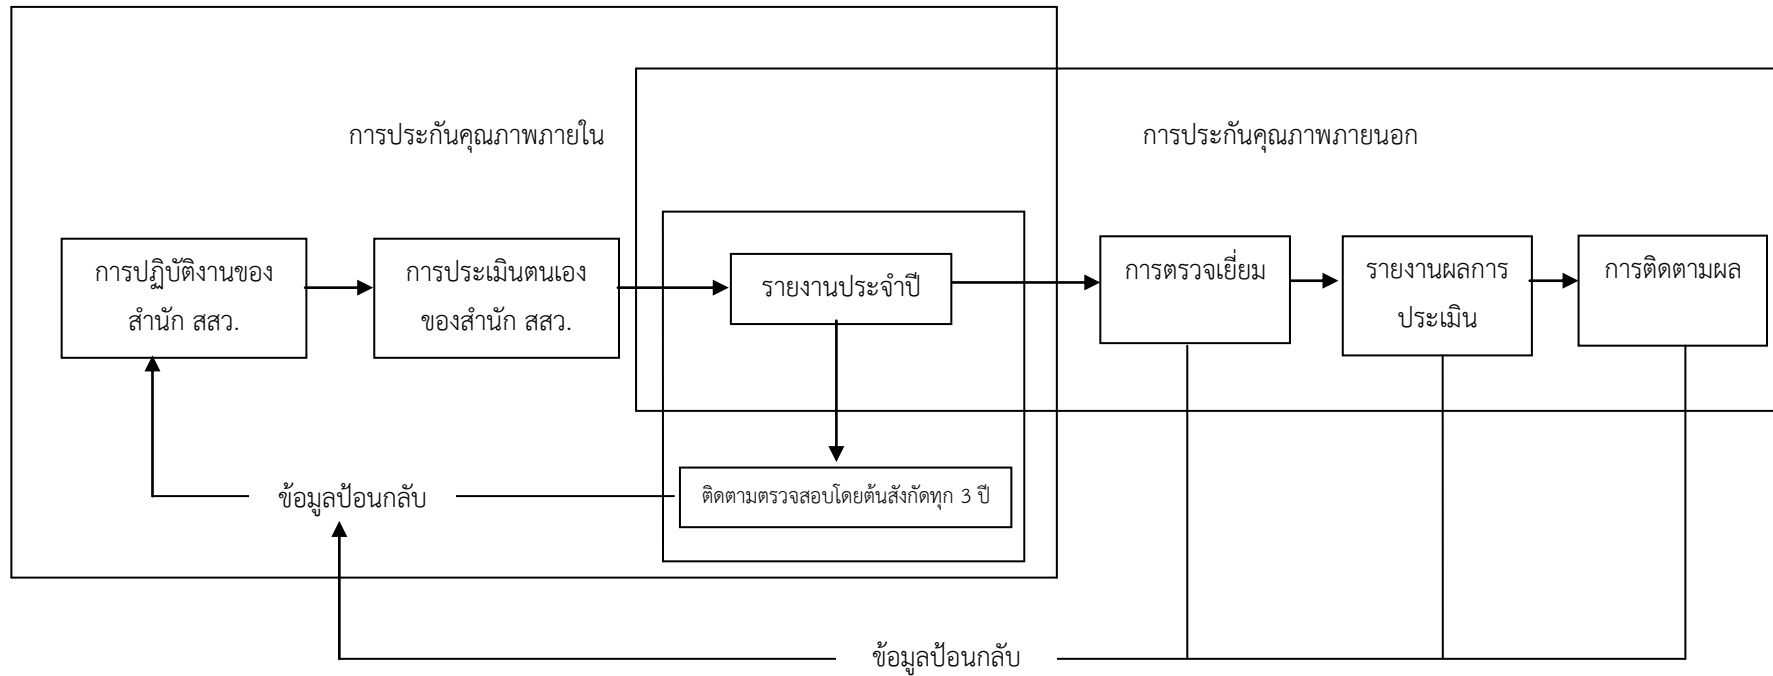 การประกันคุณภาพภายใน
การประกันคุณภาพภายนอก
การปฏิบัติงานของ
สำนัก สสว.
การประเมินตนเอง
ของสำนัก สสว.
รายงานประจำปี
การตรวจเยี่ยม
รายงานผลการ
ประเมิน
การติดตามผล
ข้อมูลป้อนกลับ
ติดตามตรวจสอบโดยต้นสังกัดทุก 3 ปี
ข้อมูลป้อนกลับ